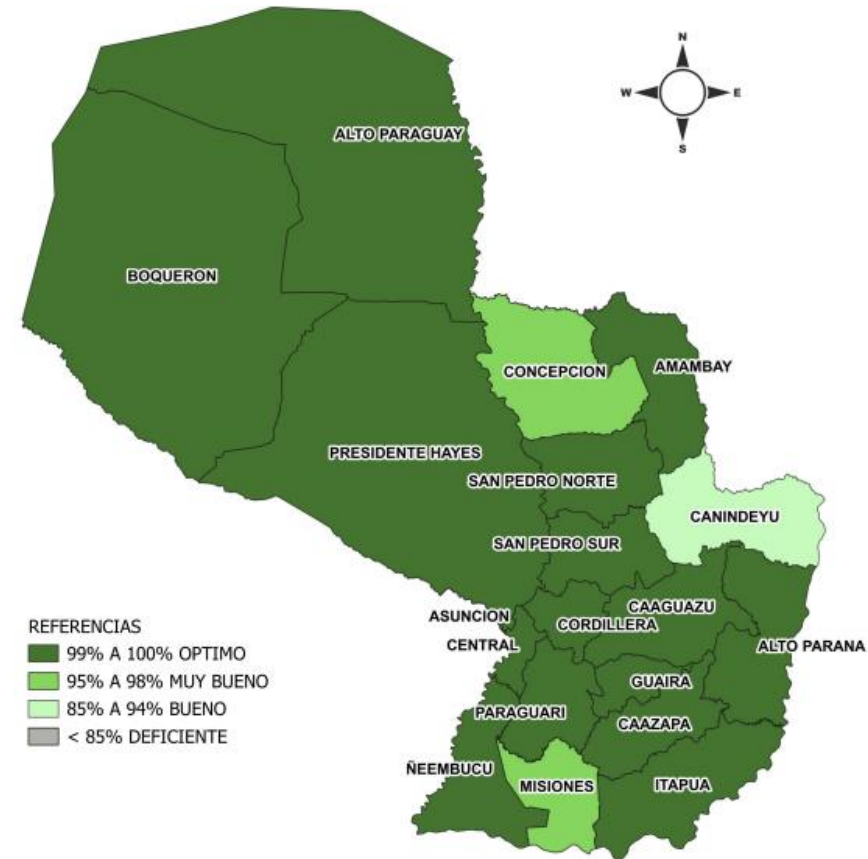 N
W E
S
ALTO PARAGUAY
BOQUERON
CONCEPCION
AMAMBAY
PRESIDENTE HAYES
SAN PEDRO NORTE
CANINDEYU
SAN PEDRO SUR
ASUNCION
CAAGUAZU
CORDILLERA
CENTRAL
ALTO PARANA
GUAIRA
PARAGUARI
CAAZAPA
ÑEEMBUCU
MISIONES
ITAPUA
REFERENCIAS
99% A 100% OPTIMO
95% A 98% MUY BUENO
85% A 94% BUENO
< 85% DEFICIENTE